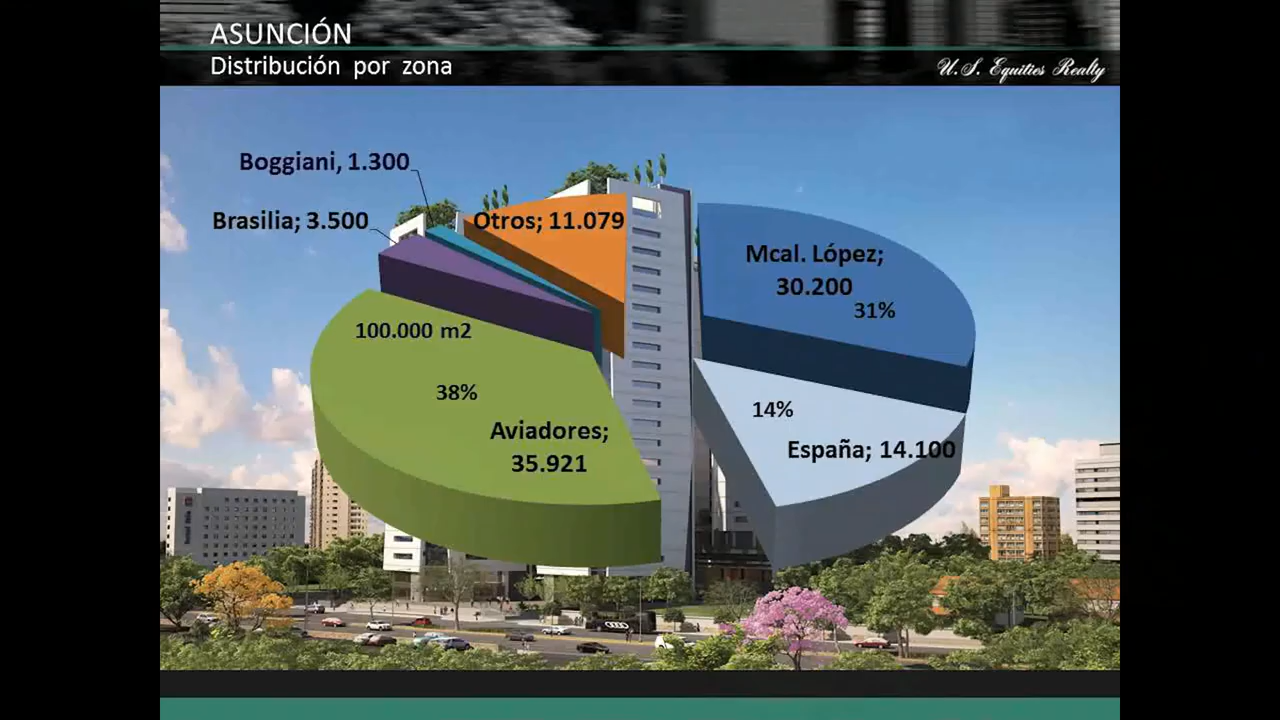 ASUNCIÓN
Distribución por zona
U.S. Equities Realty
Boggiani, 1.300
Brasilia; 3.500
Otros; 11.079
Mcal. López;
30.200
31%
100.000 m2
38%
Aviadores;
35.921
14%
España; 14.100